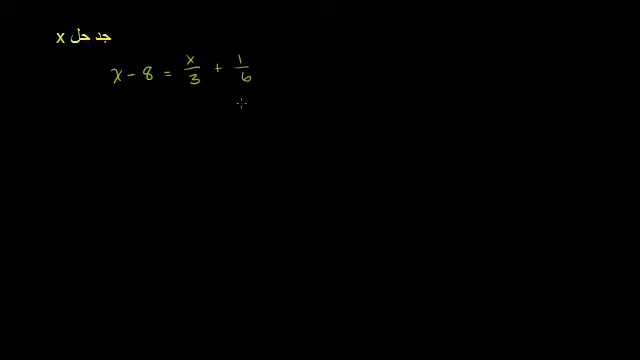 جد حل x
x - 8 = x/3 + 1/6